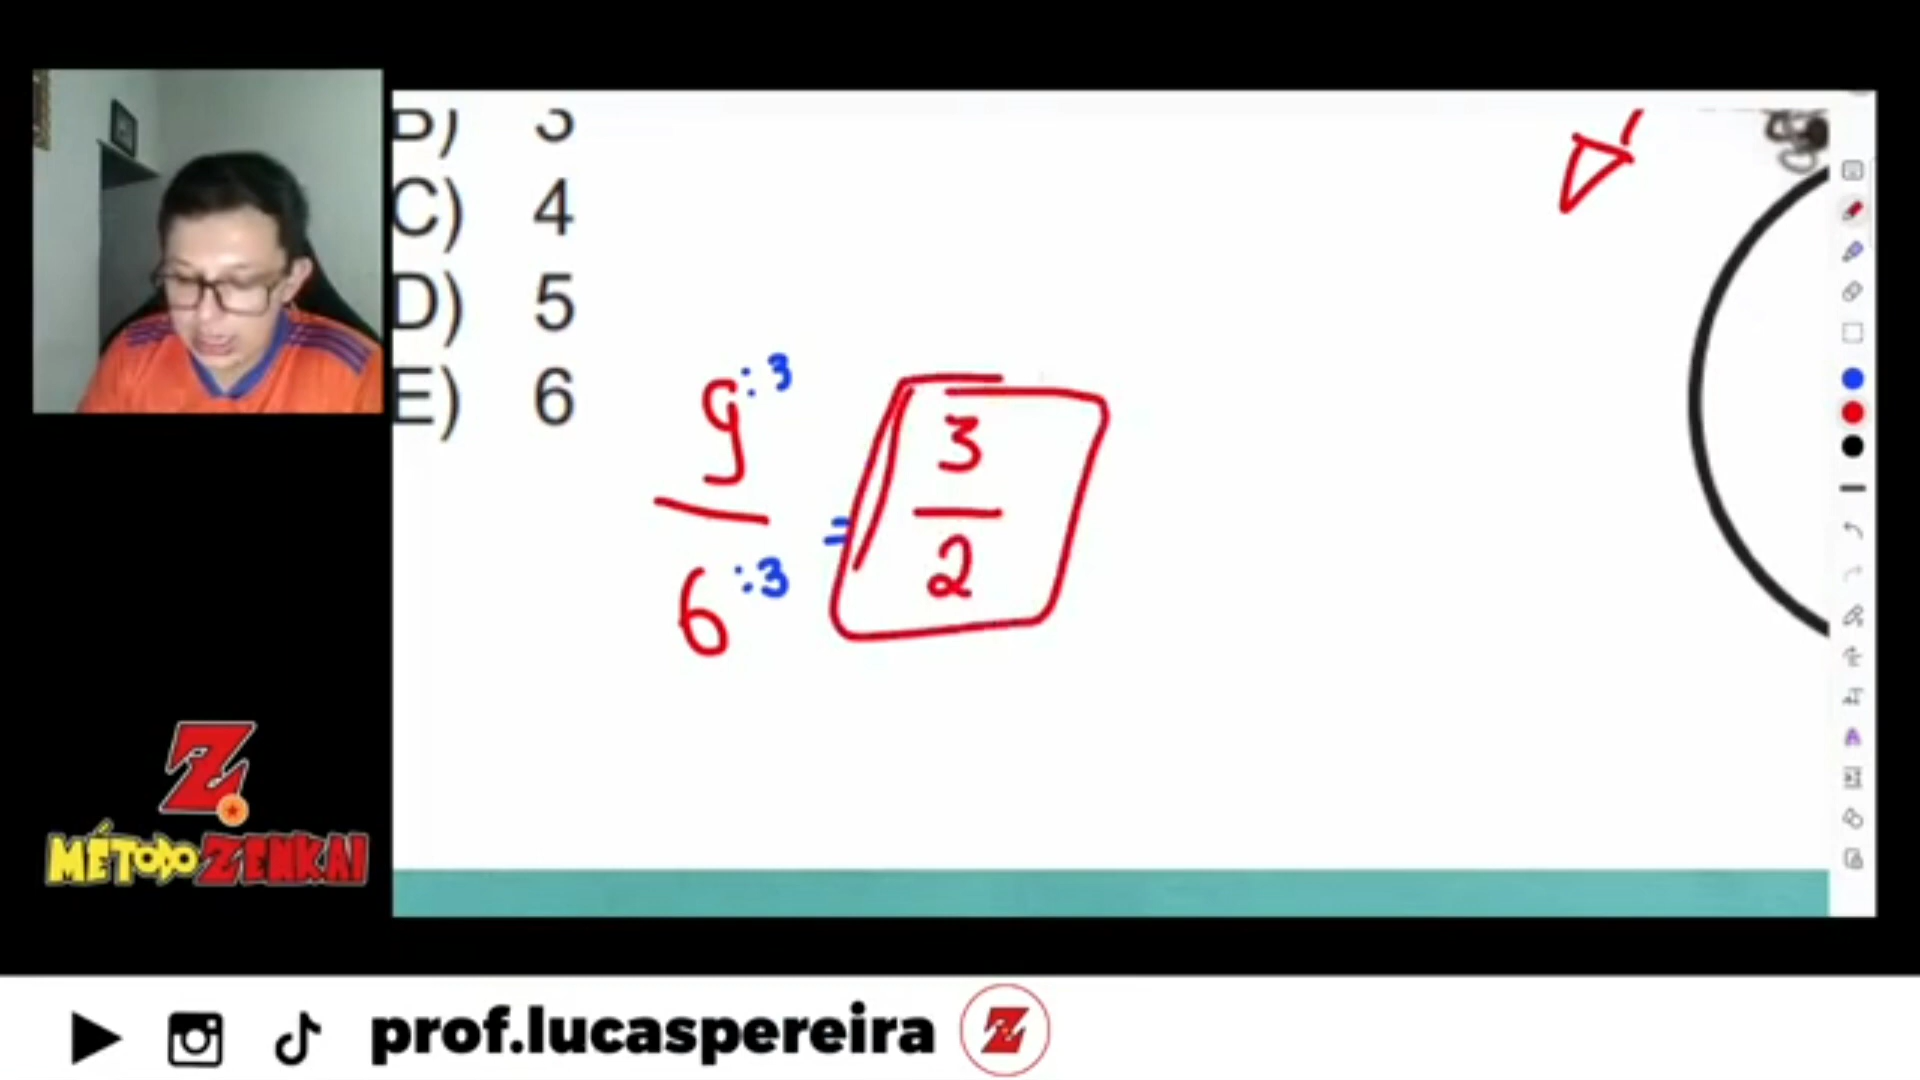 B) 3
C) 4
D) 5
E) 6
9 :3
6 :3
=
3
2
Z
MÉTODO ZENKAI
prof.lucaspereira Z